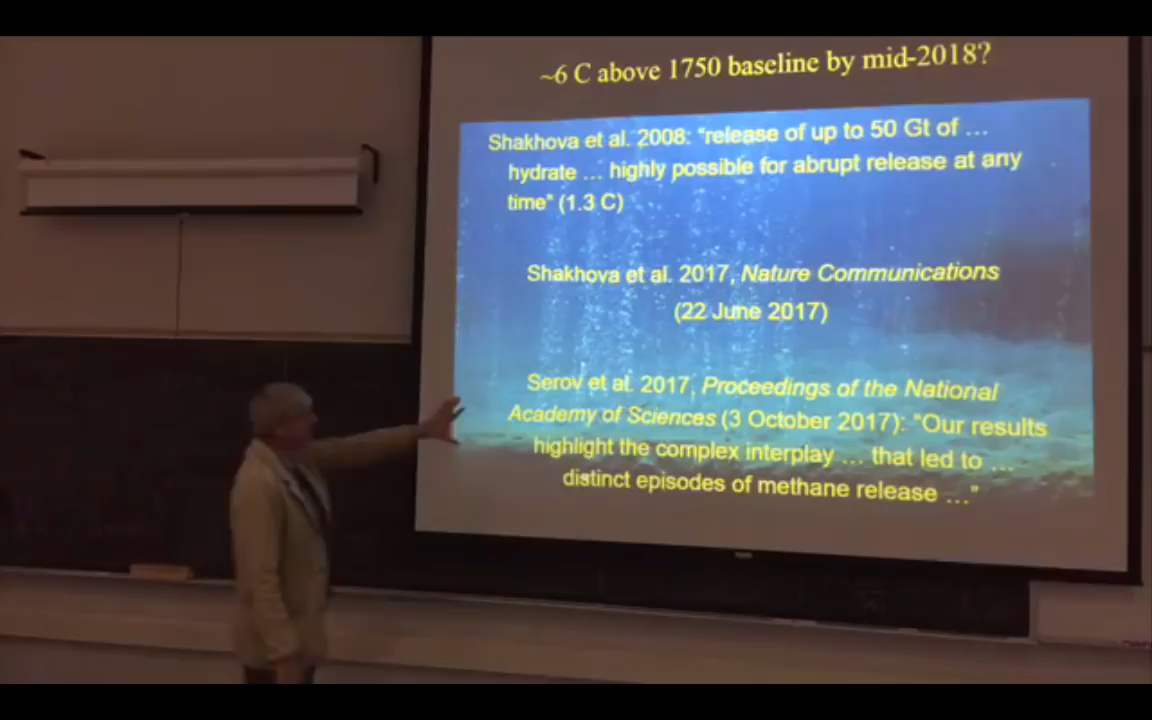 ~6 C above 1750 baseline by mid-2018?
Shakhova et al. 2008: “release of up to 50 Gt of ...
hydrate ... highly possible for abrupt release at any
time” (1.3 C)
Shakhova et al. 2017, Nature Communications
(22 June 2017)
Serov et al. 2017, Proceedings of the National
Academy of Sciences (3 October 2017): “Our results
highlight the complex interplay ... that led to ...
distinct episodes of methane release ...”